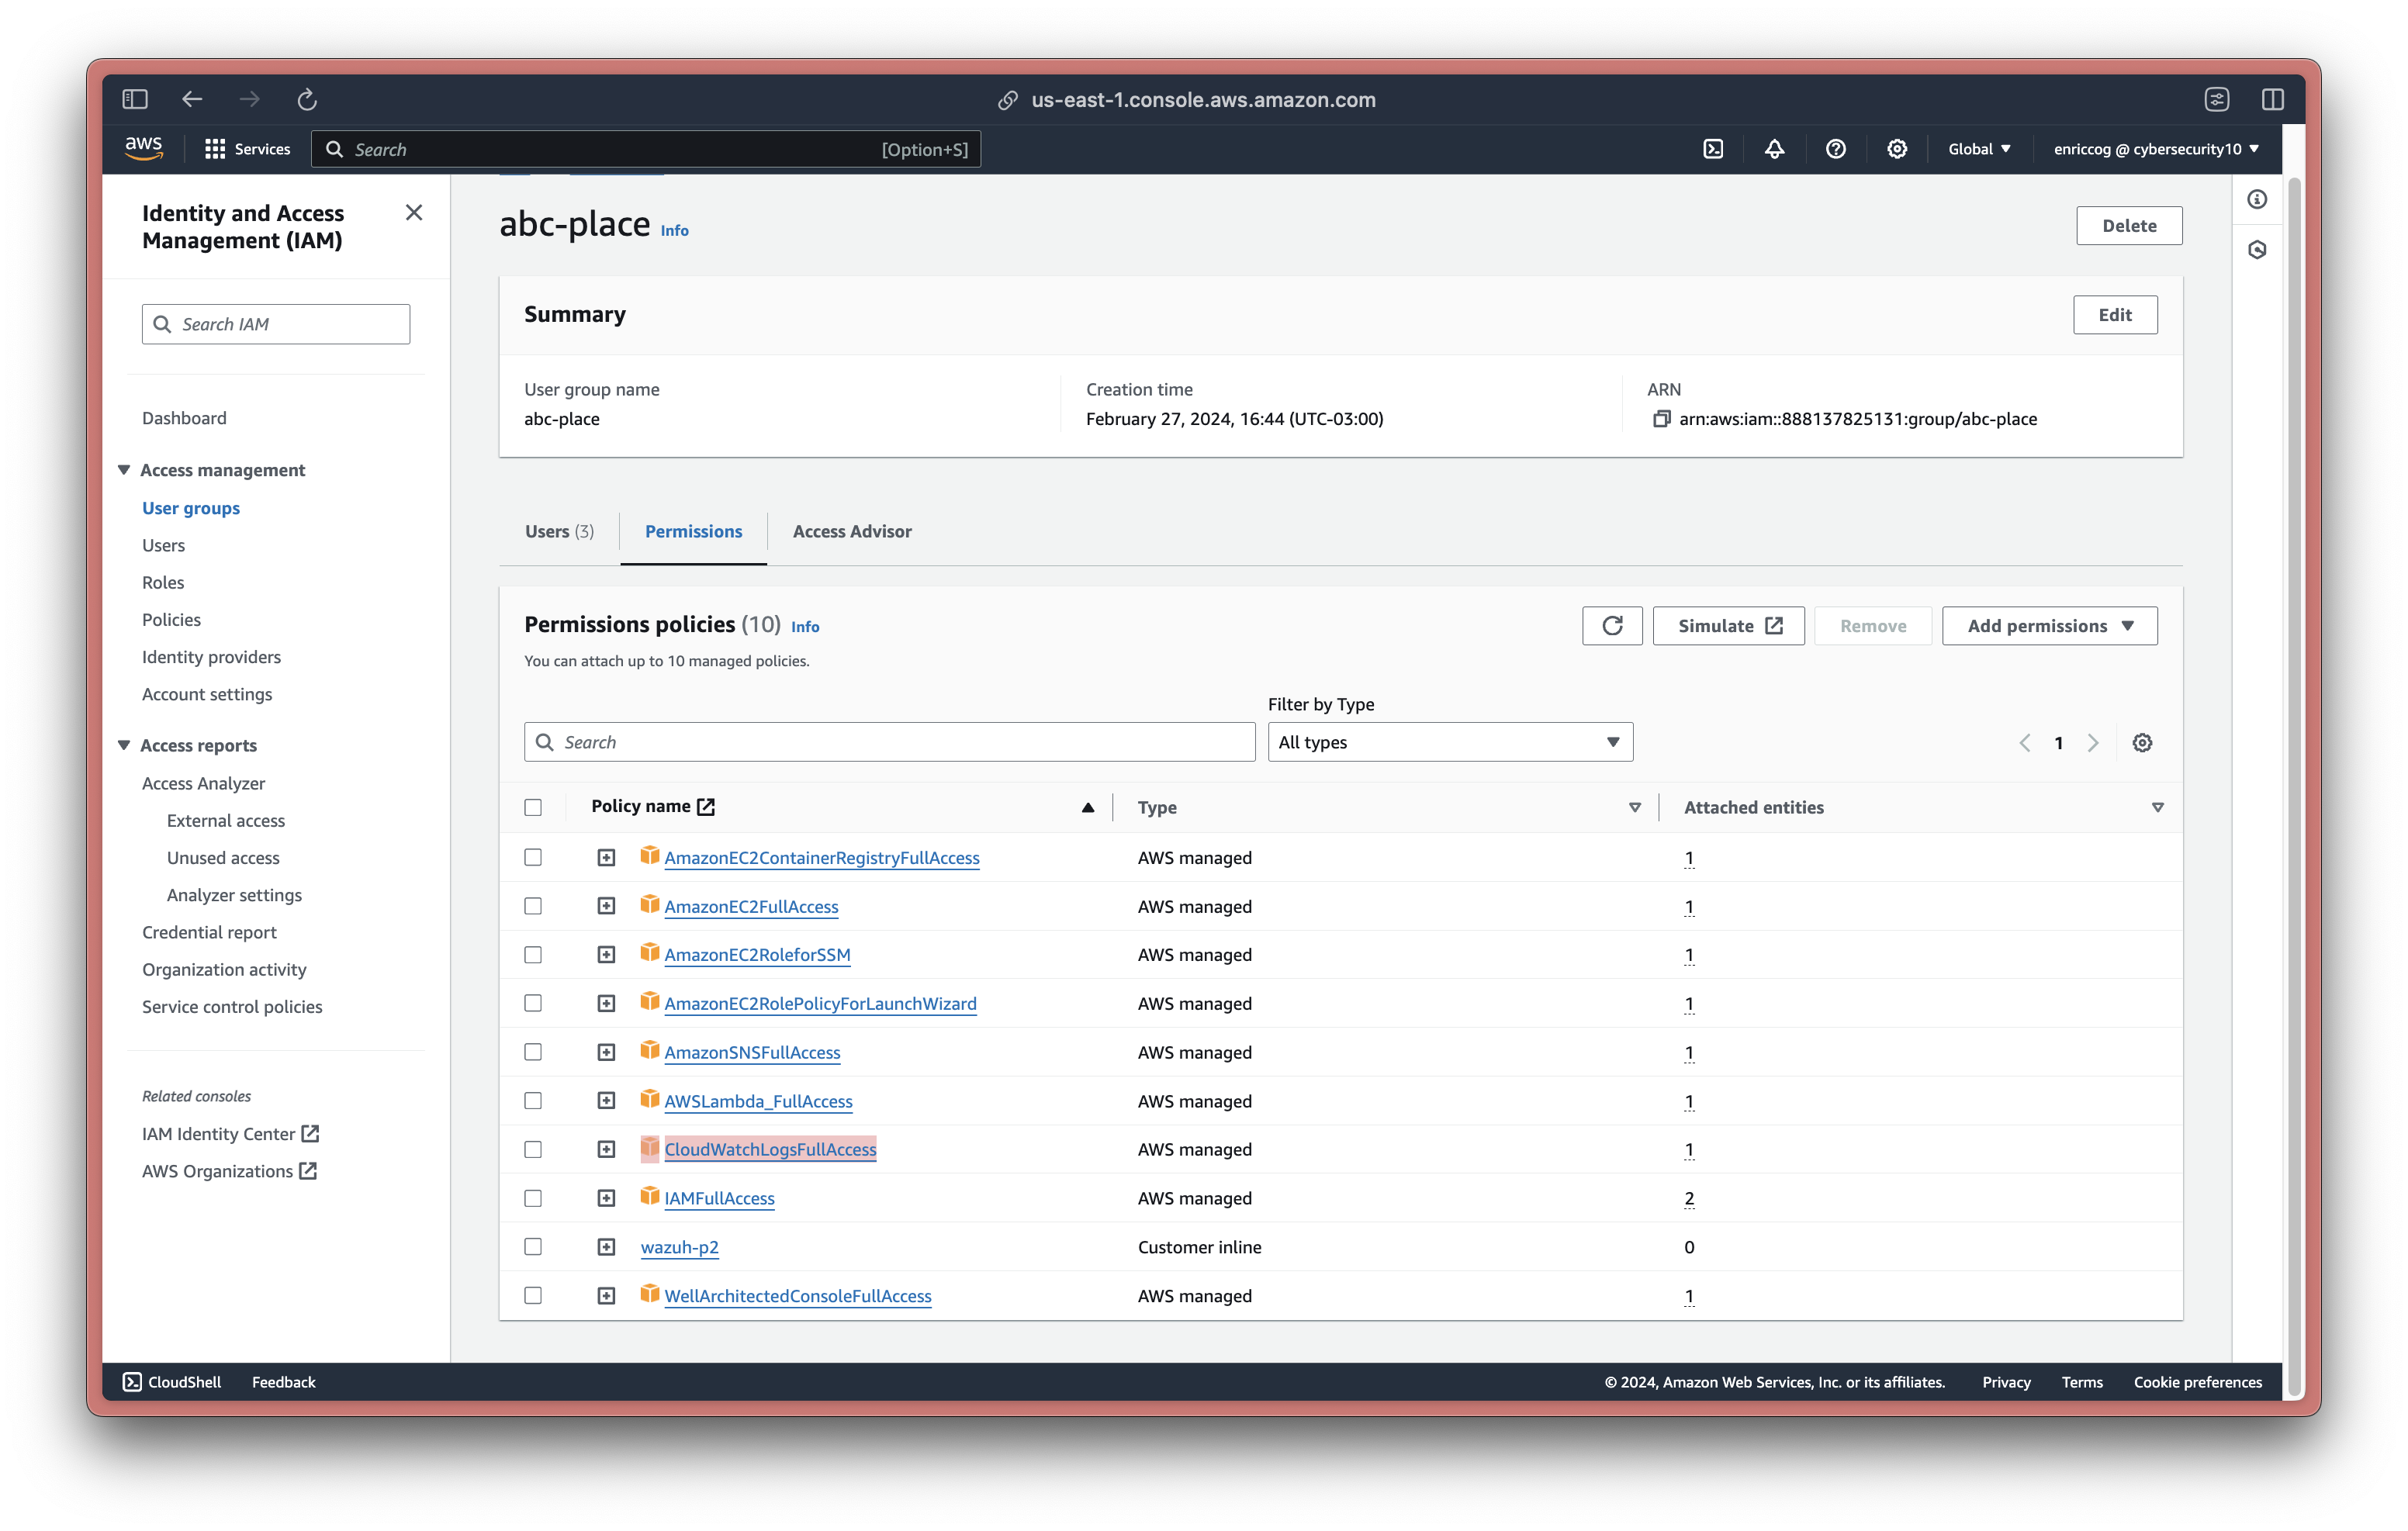 us-east-1.console.aws.amazon.com
aws
Services
Search
[Option+S]
Global
enriccog @ cybersecurity10
Identity and Access
Management (IAM)
Search IAM
Dashboard
Access management
User groups
Users
Roles
Policies
Identity providers
Account settings
Access reports
Access Analyzer
External access
Unused access
Analyzer settings
Credential report
Organization activity
Service control policies
Related consoles
IAM Identity Center
AWS Organizations
abc-place Info
Delete
Summary
Edit
User group name
abc-place
Creation time
February 27, 2024, 16:44 (UTC-03:00)
ARN
arn:aws:iam::888137825131:group/abc-place
Users (3)
Permissions
Access Advisor
Permissions policies (10) Info
You can attach up to 10 managed policies.
Simulate
Remove
Add permissions
Filter by Type
Search
All types
1
Policy name
Type
Attached entities
AmazonEC2ContainerRegistryFullAccess AWS managed 1
AmazonEC2FullAccess AWS managed 1
AmazonEC2RoleforSSM AWS managed 1
AmazonEC2RolePolicyForLaunchWizard AWS managed 1
AmazonSNSFullAccess AWS managed 1
AWSLambda_FullAccess AWS managed 1
CloudWatchLogsFullAccess AWS managed 1
IAMFullAccess AWS managed 2
wazuh-p2 Customer inline 0
WellArchitectedConsoleFullAccess AWS managed 1
CloudShell
Feedback
© 2024, Amazon Web Services, Inc. or its affiliates.
Privacy
Terms
Cookie preferences